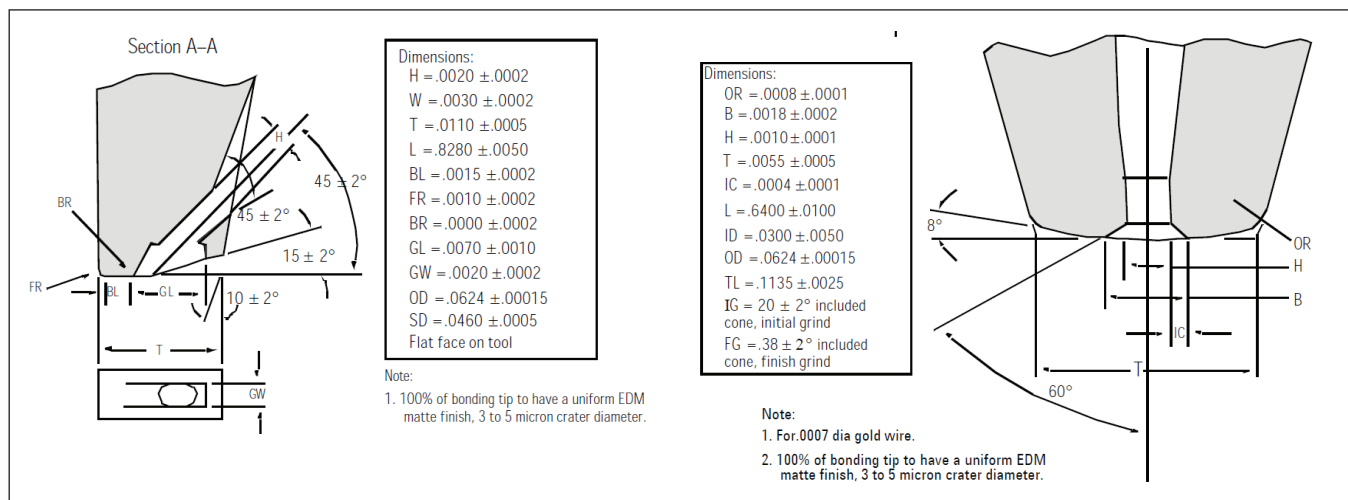 Section A–A
H
45 ± 2°
BR
45 ± 2°
15 ± 2°
FR
BL
GL
10 ± 2°
T
GW
Dimensions:
H =.0020 ±.0002
W =.0030 ±.0002
T =.0110 ±.0005
L =.8280 ±.0050
BL =.0015 ±.0002
FR =.0010 ±.0002
BR =.0000 ±.0002
GL =.0070 ±.0010
GW =.0020 ±.0002
OD =.0624 ±.00015
SD =.0460 ±.0005
Flat face on tool
Note:
1. 100% of bonding tip to have a uniform EDM
matte finish, 3 to 5 micron crater diameter.
Dimensions:
OR =.0008 ±.0001
B =.0018 ±.0002
H =.0010 ±.0001
T =.0055 ±.0005
IC =.0004 ±.0001
L =.6400 ±.0100
ID =.0300 ±.0050
OD =.0624 ±.00015
TL =.1135 ±.0025
IG = 20 ± 2° included
cone, initial grind
FG =.38 ± 2° included
cone, finish grind
8°
OR
H
B
IC
T
60°
Note:
1. For.0007 dia gold wire.
2. 100% of bonding tip to have a uniform EDM
matte finish, 3 to 5 micron crater diameter.